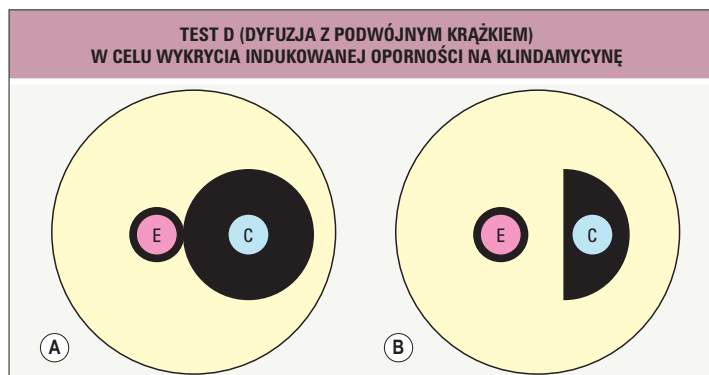 TEST D (DYFUZJA Z PODWÓJNYM KRĄŻKIEM)
W CELU WYKRYCIA INDUKOWANEJ OPORNOŚCI NA KLINDAMYCYNĘ
E
C
E
C
A
B